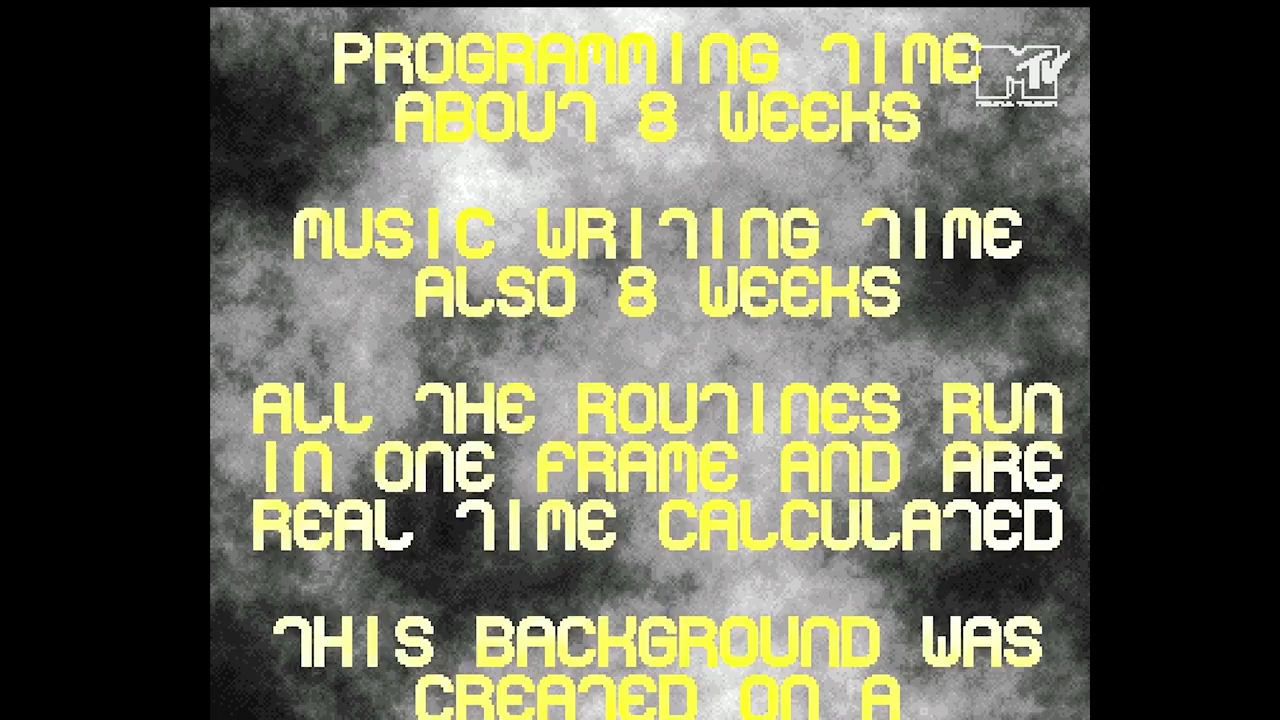 PROGRAMMING TIME
ABOUT 8 WEEKS
MTV
MUSIC WRITING TIME
ALSO 8 WEEKS
ALL THE ROUTINES RUN
IN ONE FRAME AND ARE
REAL TIME CALCULATED
THIS BACKGROUND WAS
CREATED ON A